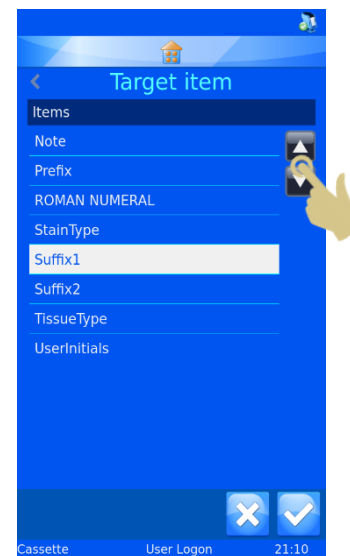 Target item
Items
Note
Prefix
ROMAN NUMERAL
StainType
Suffix1
Suffix2
TissueType
UserInitials
Cassette User Logon 21:10